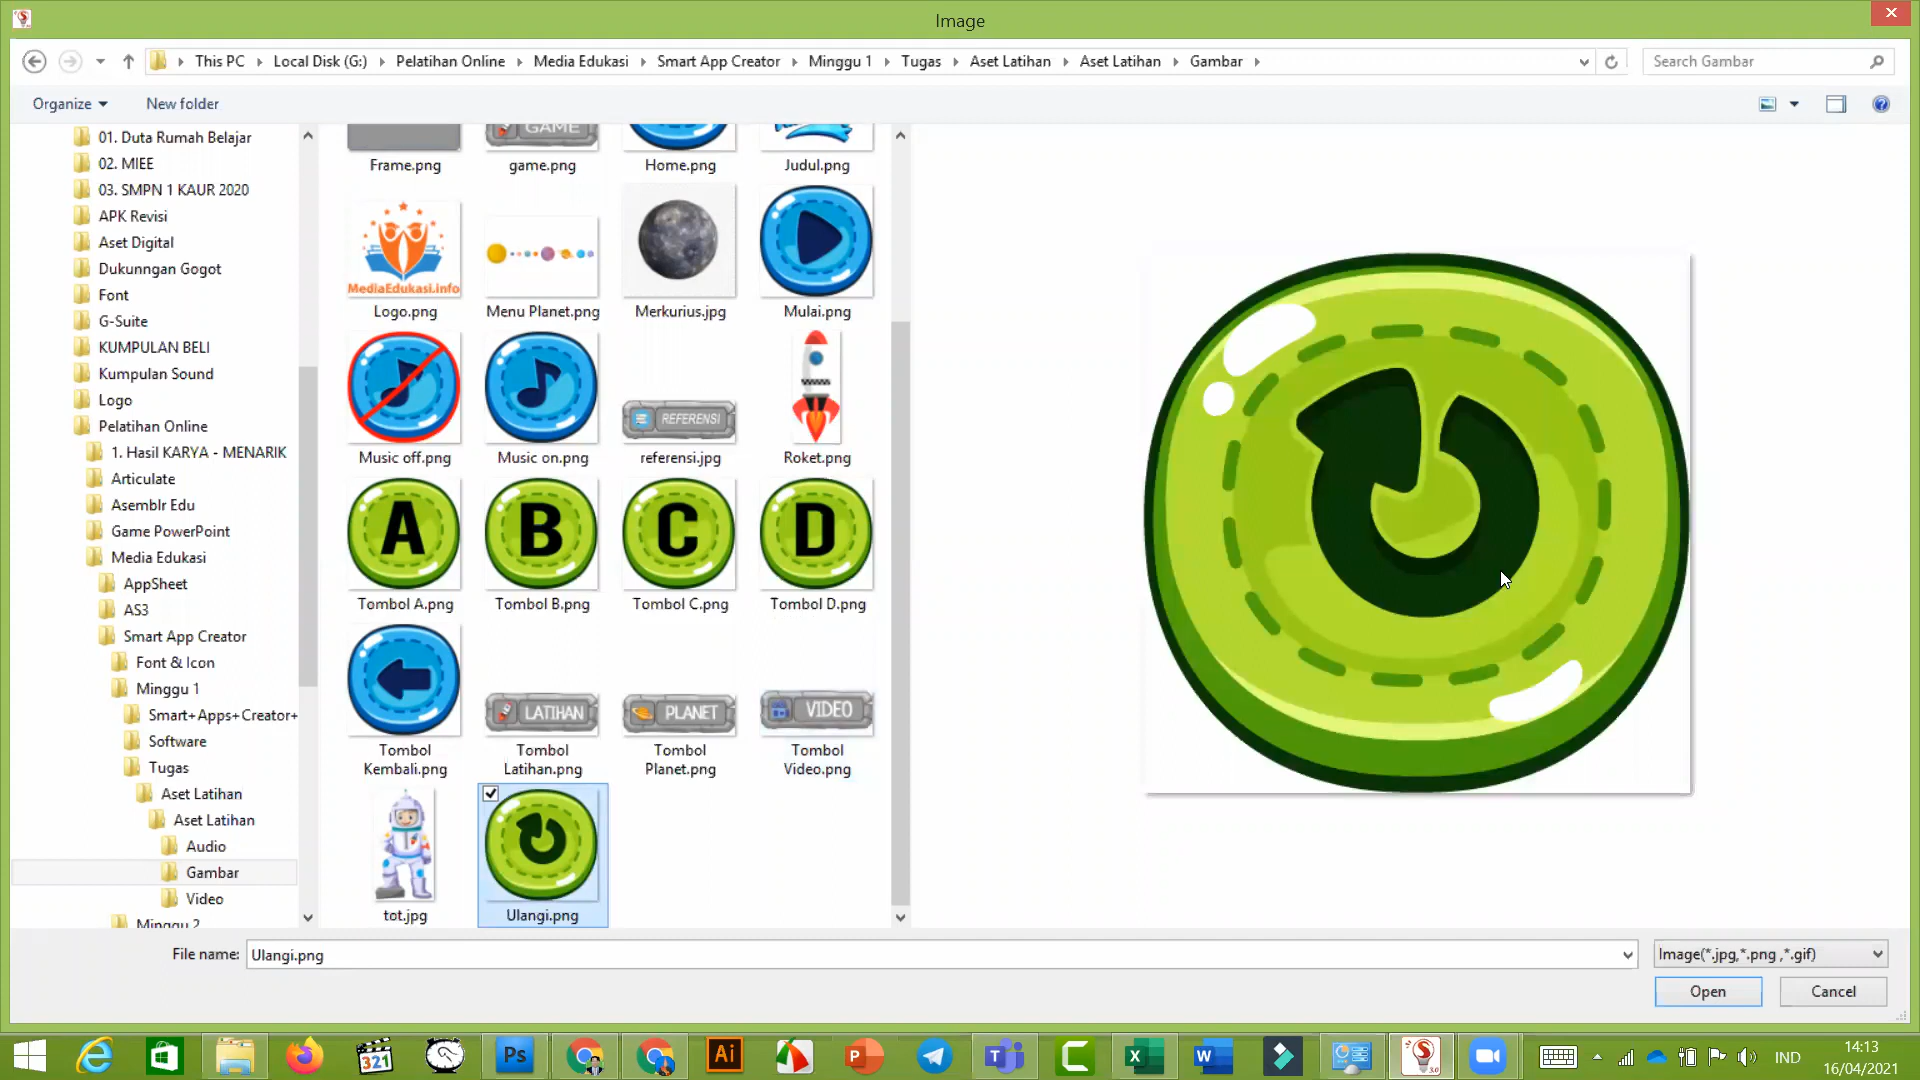 Image
This PC
Local Disk (G:)
Pelatihan Online
Media Edukasi
Smart App Creator
Minggu 1
Tugas
Aset Latihan
Aset Latihan
Gambar
Search Gambar
Organize
New folder
01. Duta Rumah Belajar
02. MIEE
03. SMPN 1 KAUR 2020
APK Revisi
Aset Digital
Dukunngan Gogot
Font
G-Suite
KUMPULAN BELI
Kumpulan Sound
Logo
Pelatihan Online
1. Hasil KARYA - MENARIK
Articulate
Asemblr Edu
Game PowerPoint
Media Edukasi
AppSheet
AS3
Smart App Creator
Font & Icon
Minggu 1
Smart+Apps+Creator+
Software
Tugas
Aset Latihan
Aset Latihan
Audio
Gambar
Video
Minggu 2
GAME
Frame.png
game.png
Home.png
Judul.png
MediaEdukasi.info
Logo.png
Menu Planet.png
Merkurius.jpg
Mulai.png
REFERENSI
Music off.png
Music on.png
referensi.jpg
Roket.png
A
B
C
D
Tombol A.png
Tombol B.png
Tombol C.png
Tombol D.png
LATIHAN
PLANET
VIDEO
Tombol
Kembali.png
Tombol
Latihan.png
Tombol
Planet.png
Tombol
Video.png
tot.jpg
Ulangi.png
File name:
Ulangi.png
Image(*.jpg,*.png ,*.gif)
Open
Cancel
321
Ps
Ai
P
T
C
X
W
3.0
IND
14:13
16/04/2021